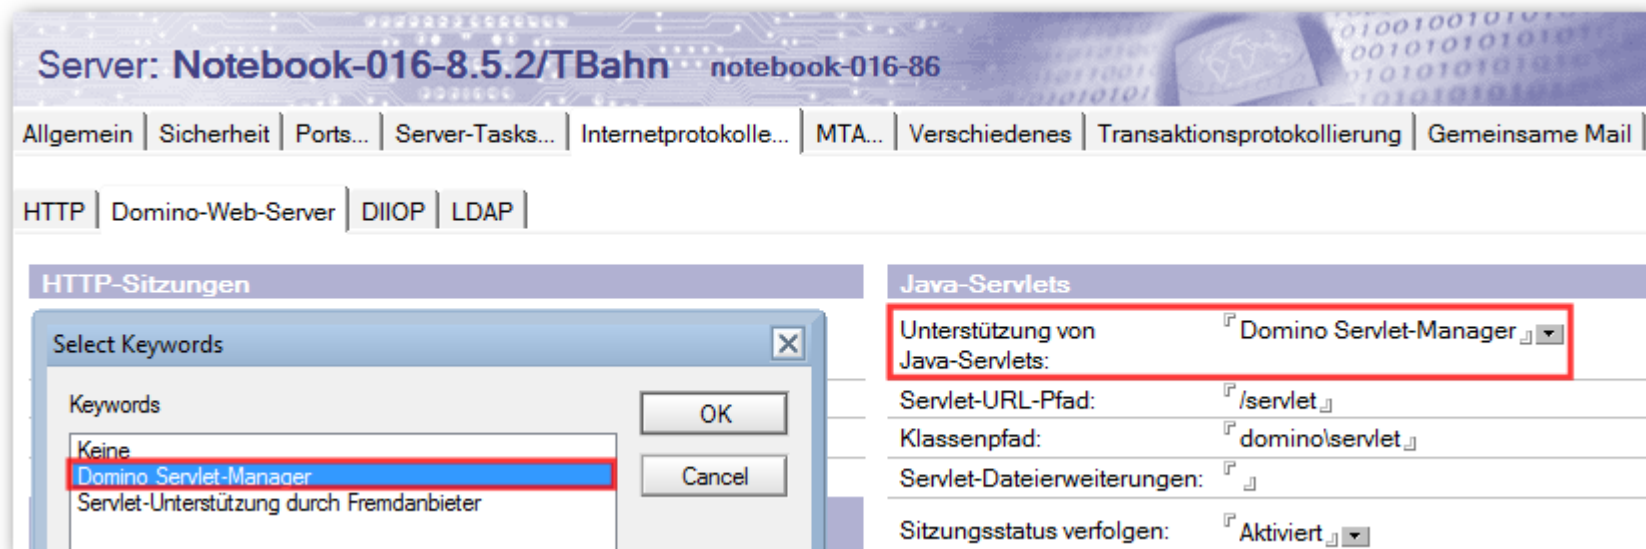 Server: Notebook-016-8.5.2/TBahn notebook-016-86
Allgemein | Sicherheit | Ports... | Server-Tasks... | Internetprotokolle... | MTA... | Verschiedenes | Transaktionsprotokollierung | Gemeinsame Mail
HTTP | Domino-Web-Server | DIIOP | LDAP
HTTP-Sitzungen
Select Keywords
Keywords
Keine
Domino Servlet-Manager
Servlet-Unterstützung durch Fremdanbieter
OK
Cancel
Java-Servlets
Unterstützung von Domino Servlet-Manager
Java-Servlets:
Servlet-URL-Pfad: /servlet
Klassenpfad: domino\servlet
Servlet-Dateierweiterungen:
Sitzungsstatus verfolgen: Aktiviert